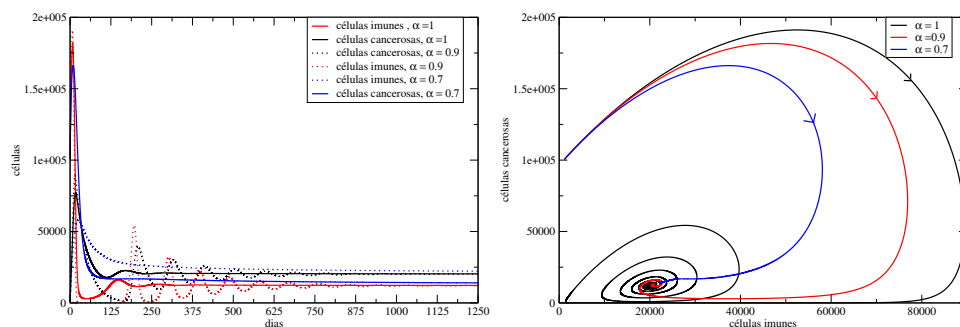 2e+005
1.5e+005
1e+005
50000
0
células
0 125 250 375 500 625 750 875 1000 1125 1250
dias
células imunes , α =1
células cancerosas, α =1
células cancerosas, α = 0.9
células imunes, α = 0.9
células imunes, α = 0.7
células cancerosas, α = 0.7
2e+005
1.5e+005
1e+005
50000
0
células cancerosas
0 20000 40000 60000 80000
células imunes
α = 1
α =0.9
α = 0.7